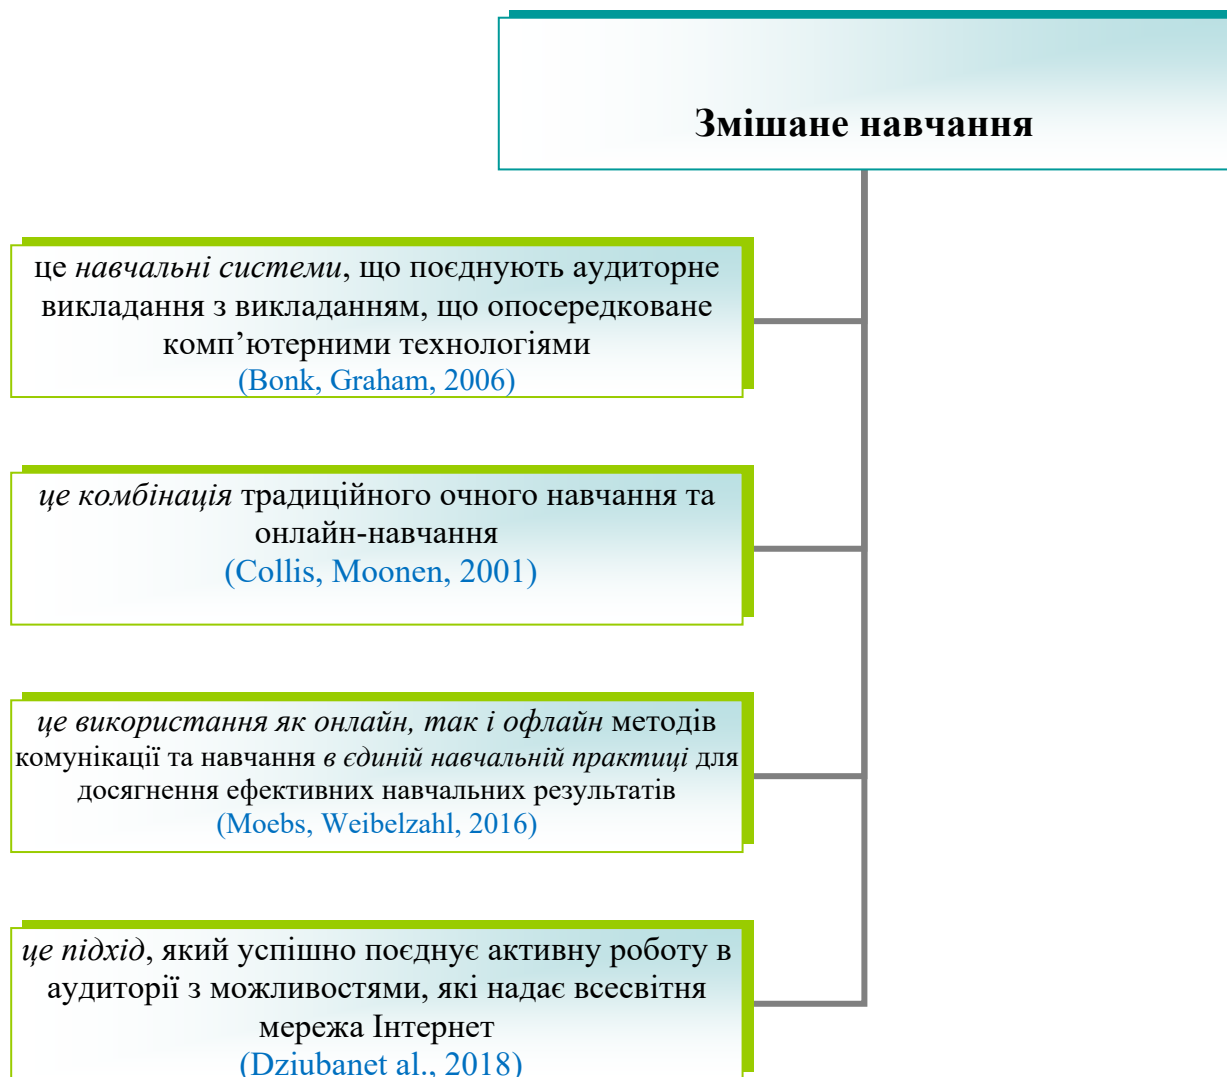 Змішане навчання
це навчальні системи, що поєднують аудиторне
викладання з викладанням, що опосередковане
комп’ютерними технологіями
(Bonk, Graham, 2006)
це комбінація традиційного очного навчання та
онлайн-навчання
(Collis, Moonen, 2001)
це використання як онлайн, так і офлайн методів
комунікації та навчання в єдиній навчальній практиці для
досягнення ефективних навчальних результатів
(Moebs, Weibelzahl, 2016)
це підхід, який успішно поєднує активну роботу в
аудиторії з можливостями, які надає всесвітня
мережа Інтернет
(Dziubanet al., 2018)